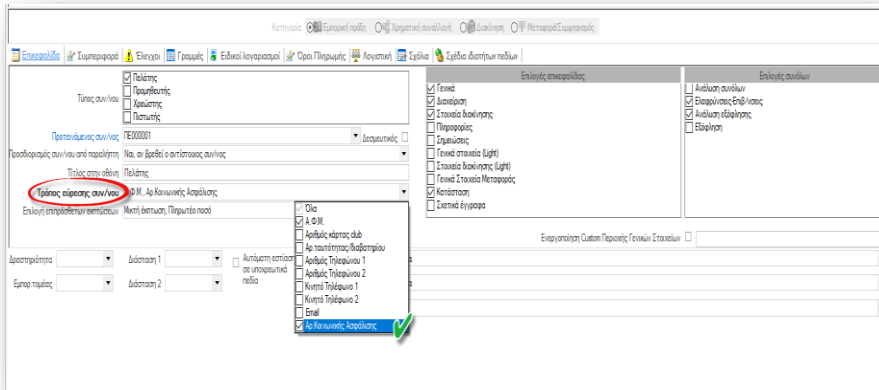 Κατηγορία Εμπορική πράξη Χρηματική συναλλαγή Διακίνηση Μεταφορά/Συμψηφισμός
Επικεφαλίδα Συμπεριφορά Έλεγχοι Γραμμές Ειδικοί λογαριασμοί Όροι Πληρωμής Λογιστική Σχόλια Σχέδια ιδιοτήτων πεδίων
Τύπος συν/νου
Πελάτης
Προμηθευτής
Χρεώστης
Πιστωτής
Προτεινόμενος συν/νος ΠΕ000001 Δεσμευτικός
Προσδιορισμός συν/νου από παραλήπτη Ναι, αν βρεθεί ο αντίστοιχος συν/νος
Τίτλος στην οθόνη Πελάτης
Τρόπος εύρεσης συν/νου Φ.Μ., Αρ.Κοινωνικής Ασφάλισης
Επιλογή επιπρόσθετων εκπτώσεων Μικτή έκπτωση, Πληρωτέο ποσό
Όλα
Α.Φ.Μ.
Αριθμός κάρτας club
Αρ.ταυτότητας/διαβατηρίου
Αριθμός Τηλεφώνου 1
Αριθμός Τηλεφώνου 2
Κινητό Τηλέφωνο 1
Κινητό Τηλέφωνο 2
Email
Αρ.Κοινωνικής Ασφάλισης
Επιλογές επικεφαλίδας
Γενικά
Διαχείριση
Στοιχεία διακίνησης
Πληροφορίες
Σημειώσεις
Γενικά στοιχεία (Light)
Στοιχεία διακίνησης (Light)
Γενικά Στοιχεία Μεταφοράς
Κατάσταση
Σχετικά έγγραφα
Επιλογές συνόλων
Ανάλυση συνόλων
Ελαφρύνσεις-Επιβ/νσεις
Ανάλυση εξόφλησης
Εξόφληση
Ενεργοποίηση Custom Περιοχής Γενικών Στοιχείων
Δραστηριότητα Διάσταση 1 Αυτόματη εστίαση
σε υποχρεωτικά
πεδία
Εμπορ.τομέας Διάσταση 2